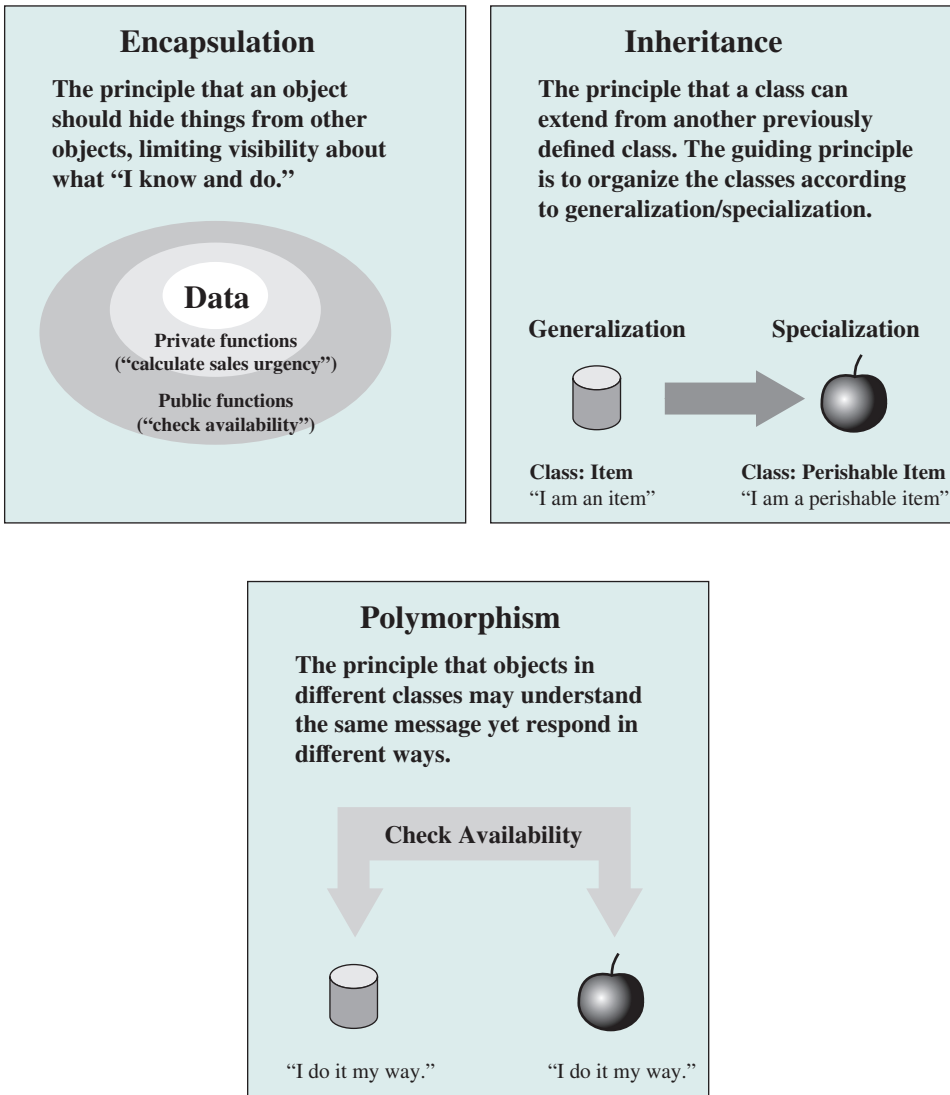 Encapsulation
The principle that an object
should hide things from other
objects, limiting visibility about
what “I know and do.”
Data
Private functions
(“calculate sales urgency”)
Public functions
(“check availability”)
Inheritance
The principle that a class can
extend from another previously
defined class. The guiding principle
is to organize the classes according
to generalization/specialization.
Generalization
Specialization
Class: Item
“I am an item”
Class: Perishable Item
“I am a perishable item”
Polymorphism
The principle that objects in
different classes may understand
the same message yet respond in
different ways.
Check Availability
“I do it my way.”
“I do it my way.”